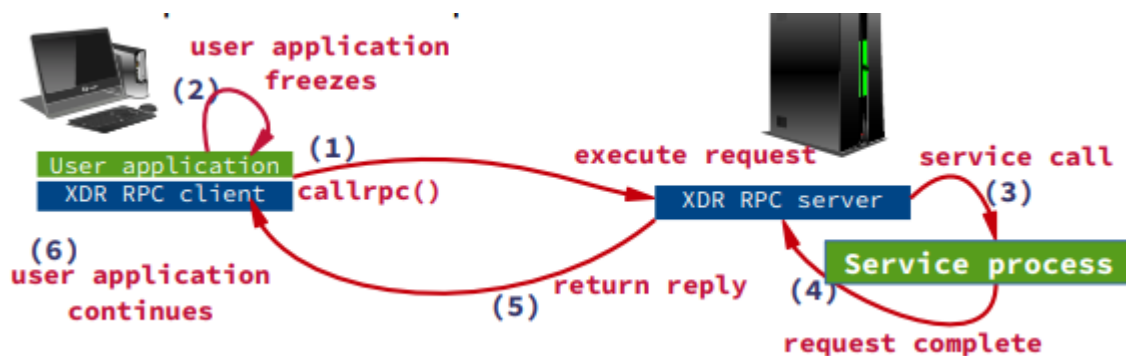 user application
freezes
(2)
User application
XDR RPC client
(1)
callrpc()
execute request
XDR RPC server
service call
(3)
Service process
(4)
request complete
return reply
(5)
(6)
user application
continues